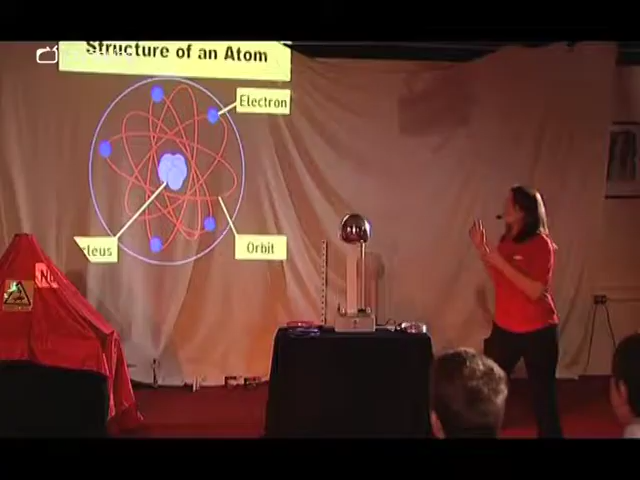 Structure of an Atom
Electron
cleus
Orbit